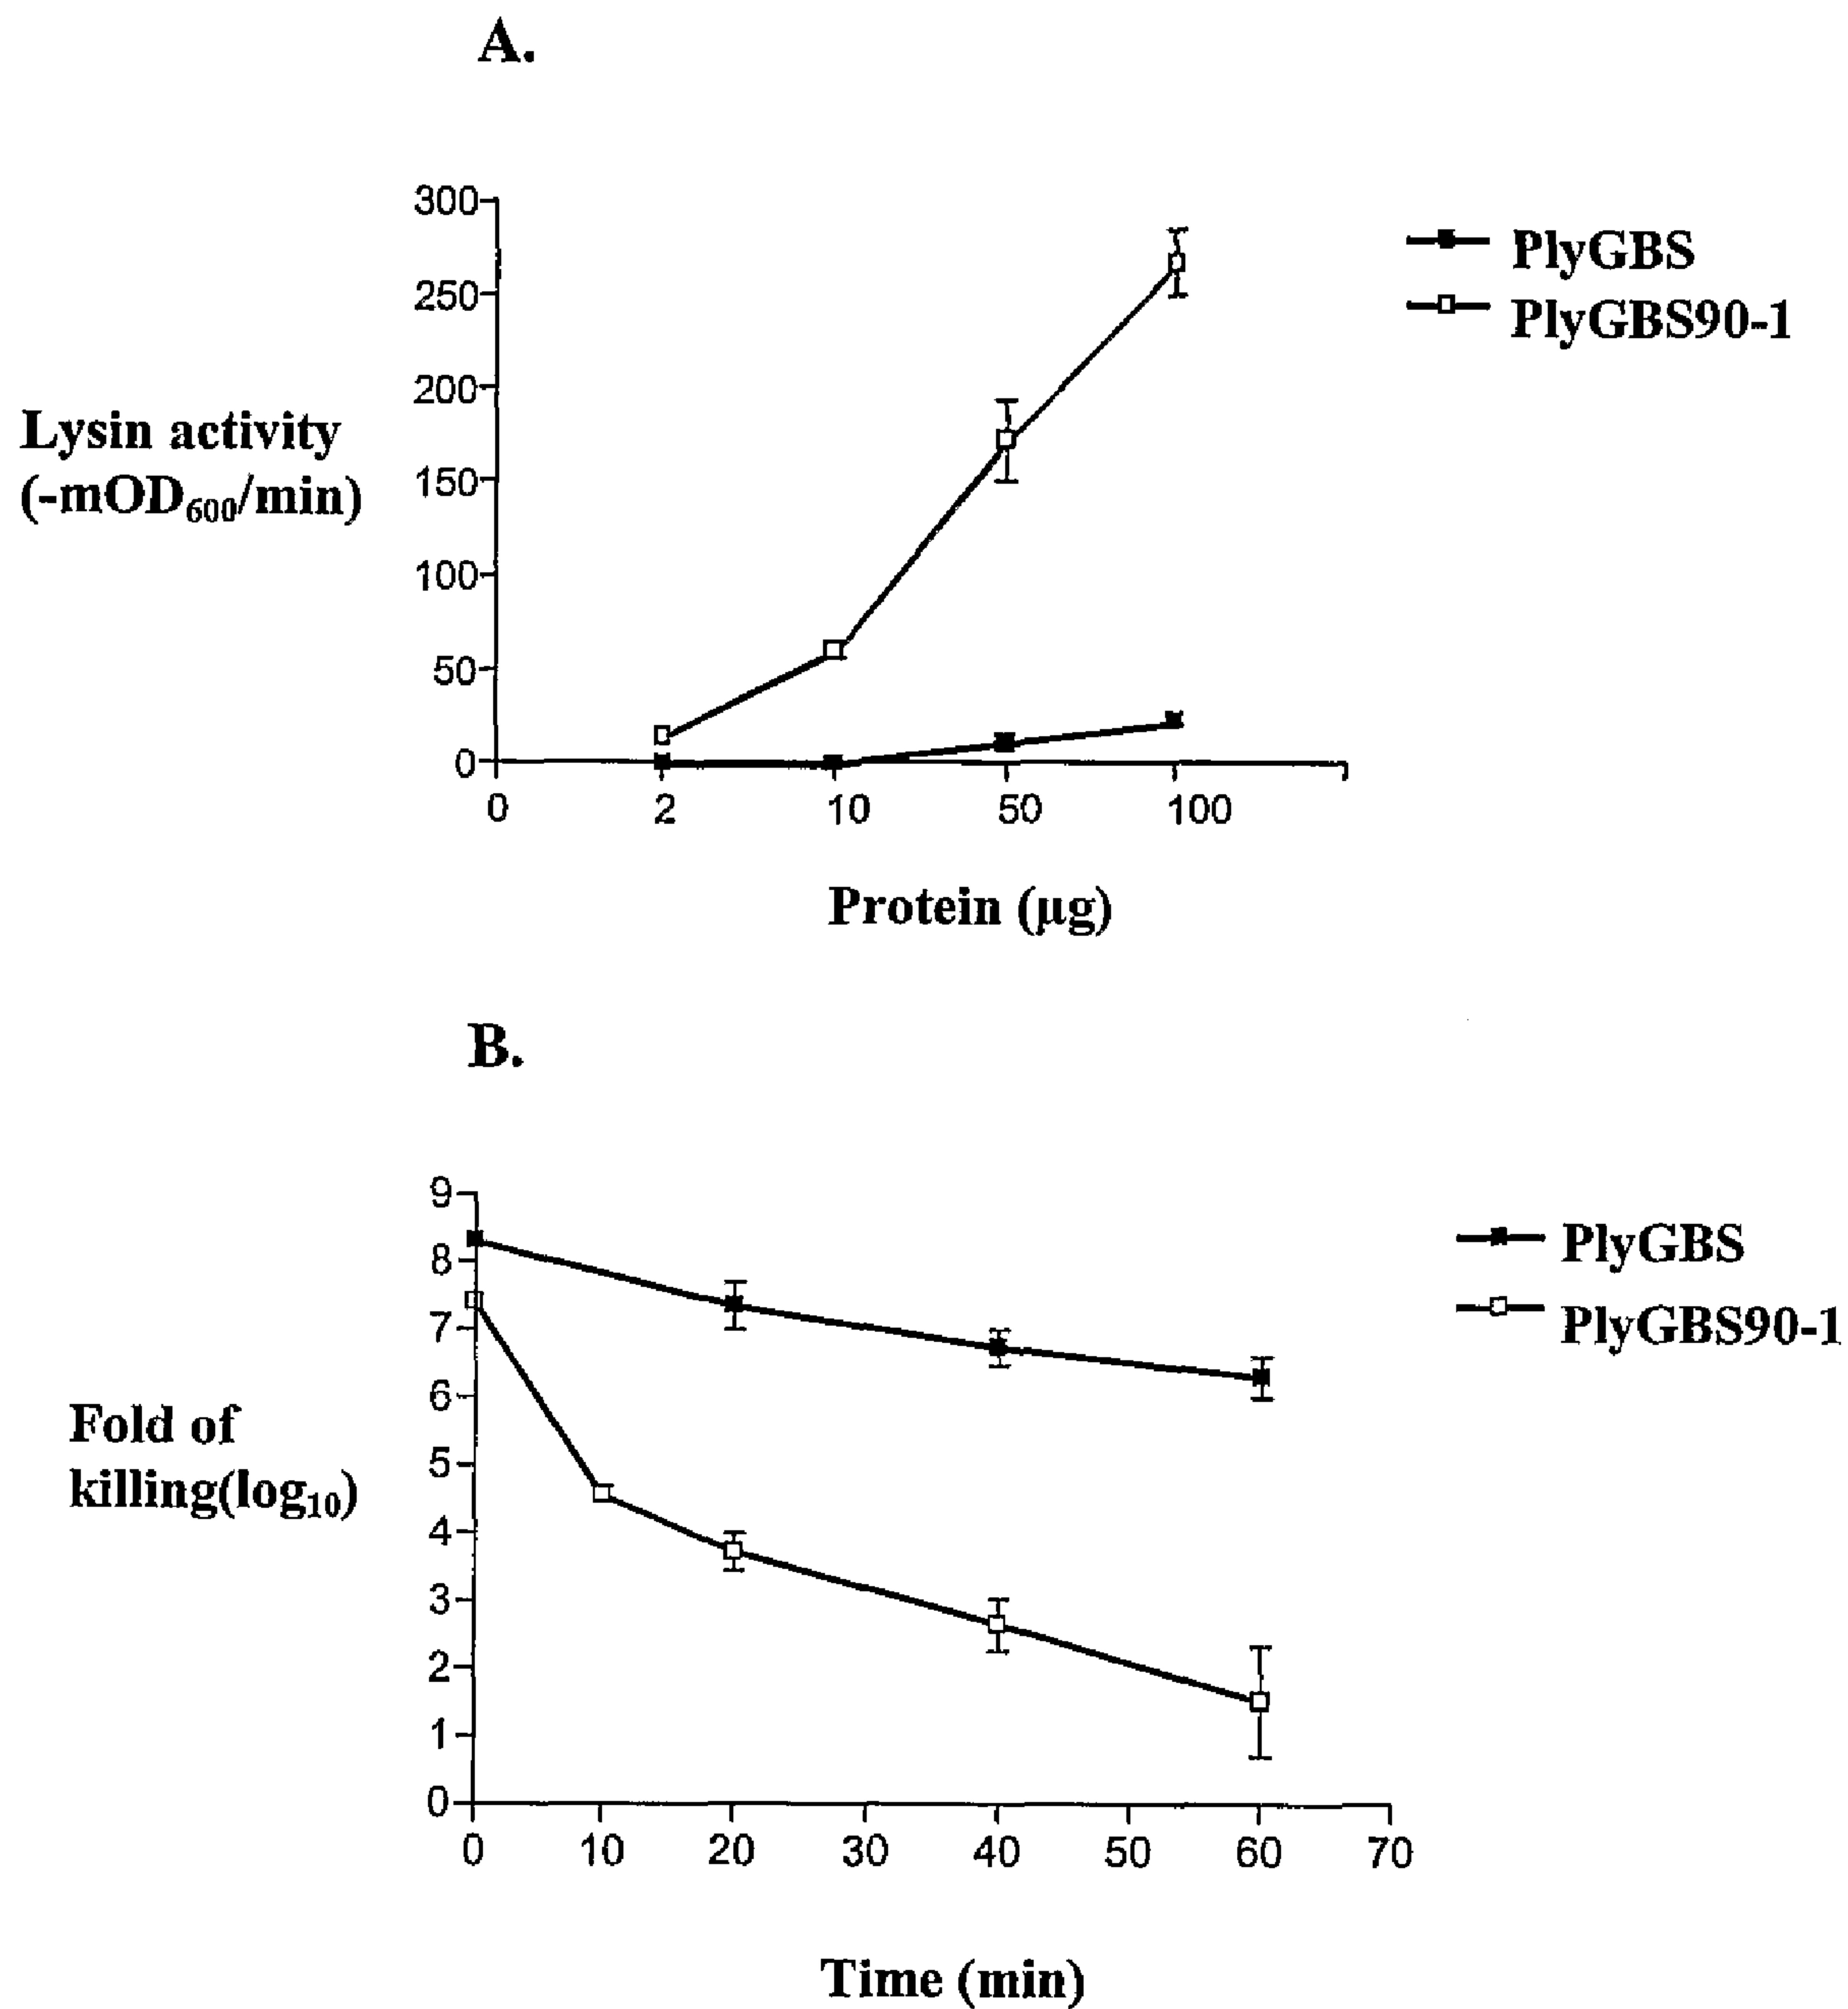 A.
300
250
200
150
100
50
0
Lysin activity
(-mOD600/min)
0 2 10 50 100
Protein (µg)
PlyGBS
PlyGBS90-1
B.
9
8
7
6
5
4
3
2
1
0
Fold of
killing(log10)
0 10 20 30 40 50 60 70
Time (min)
PlyGBS
PlyGBS90-1